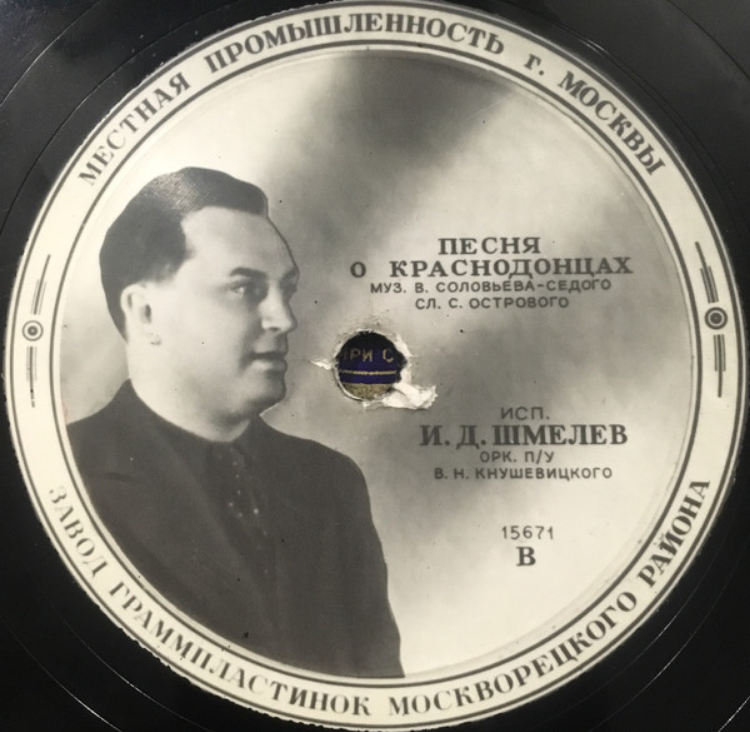 МЕСТНАЯ ПРОМЫШЛЕННОСТЬ г. МОСКВЫ
ПЕСНЯ
О КРАСНОДОНЦАХ
МУЗ. В. СОЛОВЬЕВА-СЕДОГО
СЛ. С. ОСТРОВОГО
РИ С
ИСП.
И. Д. ШМЕЛЕВ
ОРК. П/У
В. Н. КНУШЕВИЦКОГО
15671
В
ЗАВОД ГРАММПЛАСТИНОК МОСКВОРЕЦКОГО РАЙОНА